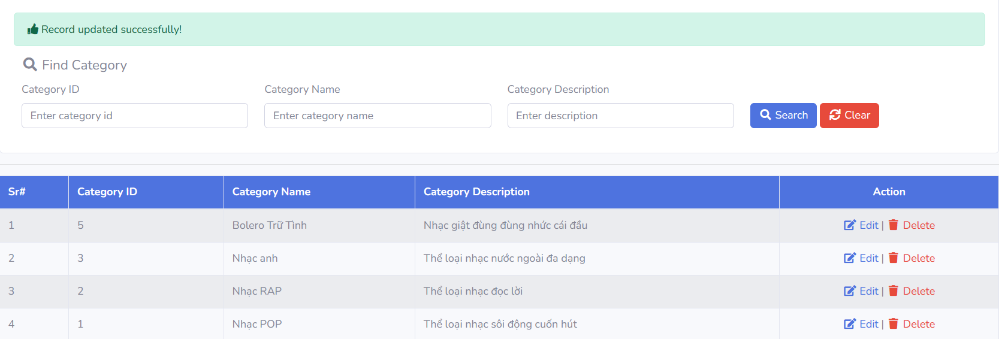 Record updated successfully!
Find Category
Category ID Category Name Category Description
Enter category id Enter category name Enter description Search Clear
Sr# Category ID Category Name Category Description Action
1 5 Bolero Trữ Tình Nhạc giật đùng đùng nhức cái đầu Edit | Delete
2 3 Nhạc anh Thể loại nhạc nước ngoài đa dạng Edit | Delete
3 2 Nhạc RAP Thể loại nhạc đọc lời Edit | Delete
4 1 Nhạc POP Thể loại nhạc sôi động cuốn hút Edit | Delete